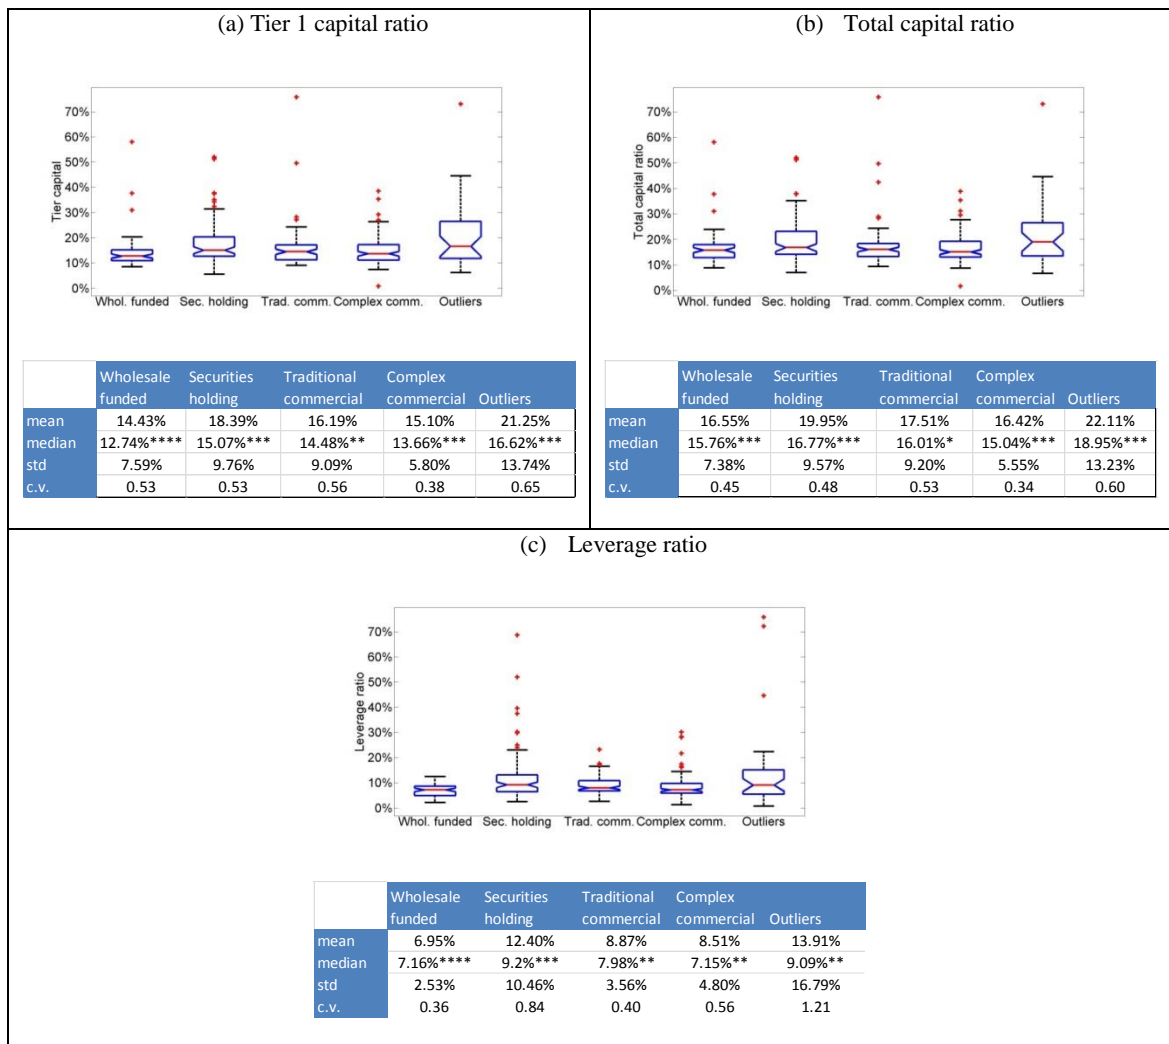 (a) Tier 1 capital ratio
70%
60%
50%
40%
30%
20%
10%
0%
Tier capital
Whol. funded Sec. holding Trad. comm. Complex comm. Outliers
Wholesale funded Securities holding Traditional commercial Complex commercial Outliers
mean 14.43% 18.39% 16.19% 15.10% 21.25%
median 12.74%**** 15.07%*** 14.48%** 13.66%*** 16.62%***
std 7.59% 9.76% 9.09% 5.80% 13.74%
c.v. 0.53 0.53 0.56 0.38 0.65
(b) Total capital ratio
70%
60%
50%
40%
30%
20%
10%
0%
Total capital ratio
Whol. funded Sec. holding Trad. comm. Complex comm. Outliers
Wholesale funded Securities holding Traditional commercial Complex commercial Outliers
mean 16.55% 19.95% 17.51% 16.42% 22.11%
median 15.76%*** 16.77%*** 16.01%* 15.04%*** 18.95%***
std 7.38% 9.57% 9.20% 5.55% 13.23%
c.v. 0.45 0.48 0.53 0.34 0.60
(c) Leverage ratio
70%
60%
50%
40%
30%
20%
10%
0%
Leverage ratio
Whol. funded Sec. holding Trad. comm. Complex comm. Outliers
Wholesale funded Securities holding Traditional commercial Complex commercial Outliers
mean 6.95% 12.40% 8.87% 8.51% 13.91%
median 7.16%**** 9.2%*** 7.98%** 7.15%** 9.09%**
std 2.53% 10.46% 3.56% 4.80% 16.79%
c.v. 0.36 0.84 0.40 0.56 1.21